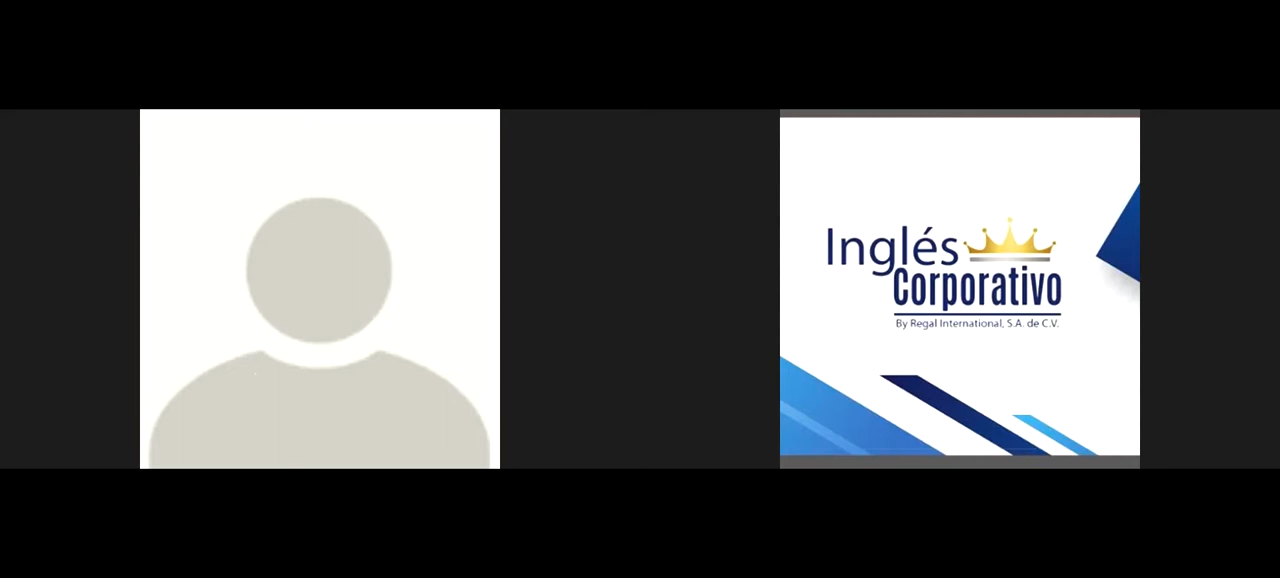 Inglés
Corporativo
By Regal International, S.A. de C.V.